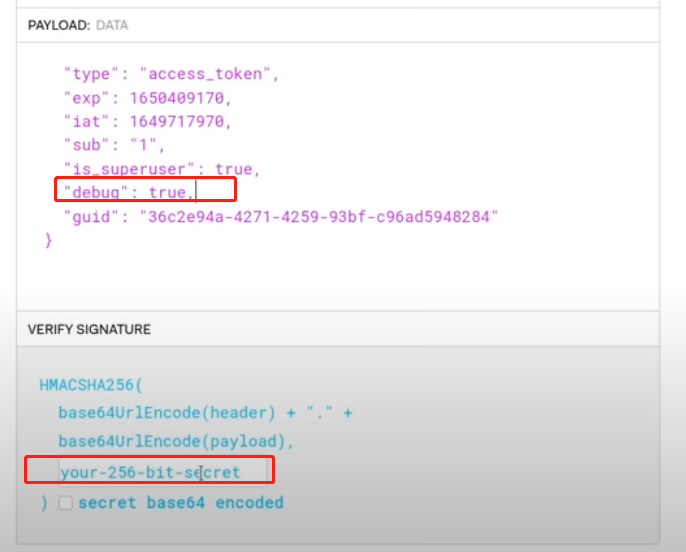 PAYLOAD: DATA
"type": "access_token",
"exp": 1650409170,
"iat": 1649717970,
"sub": "1",
"is_superuser": true,
"debug": true,
"guid": "36c2e94a-4271-4259-93bf-c96ad5948284"
}
VERIFY SIGNATURE
HMACSHA256(
base64UrlEncode(header) + "." +
base64UrlEncode(payload),
your-256-bit-secret
) secret base64 encoded